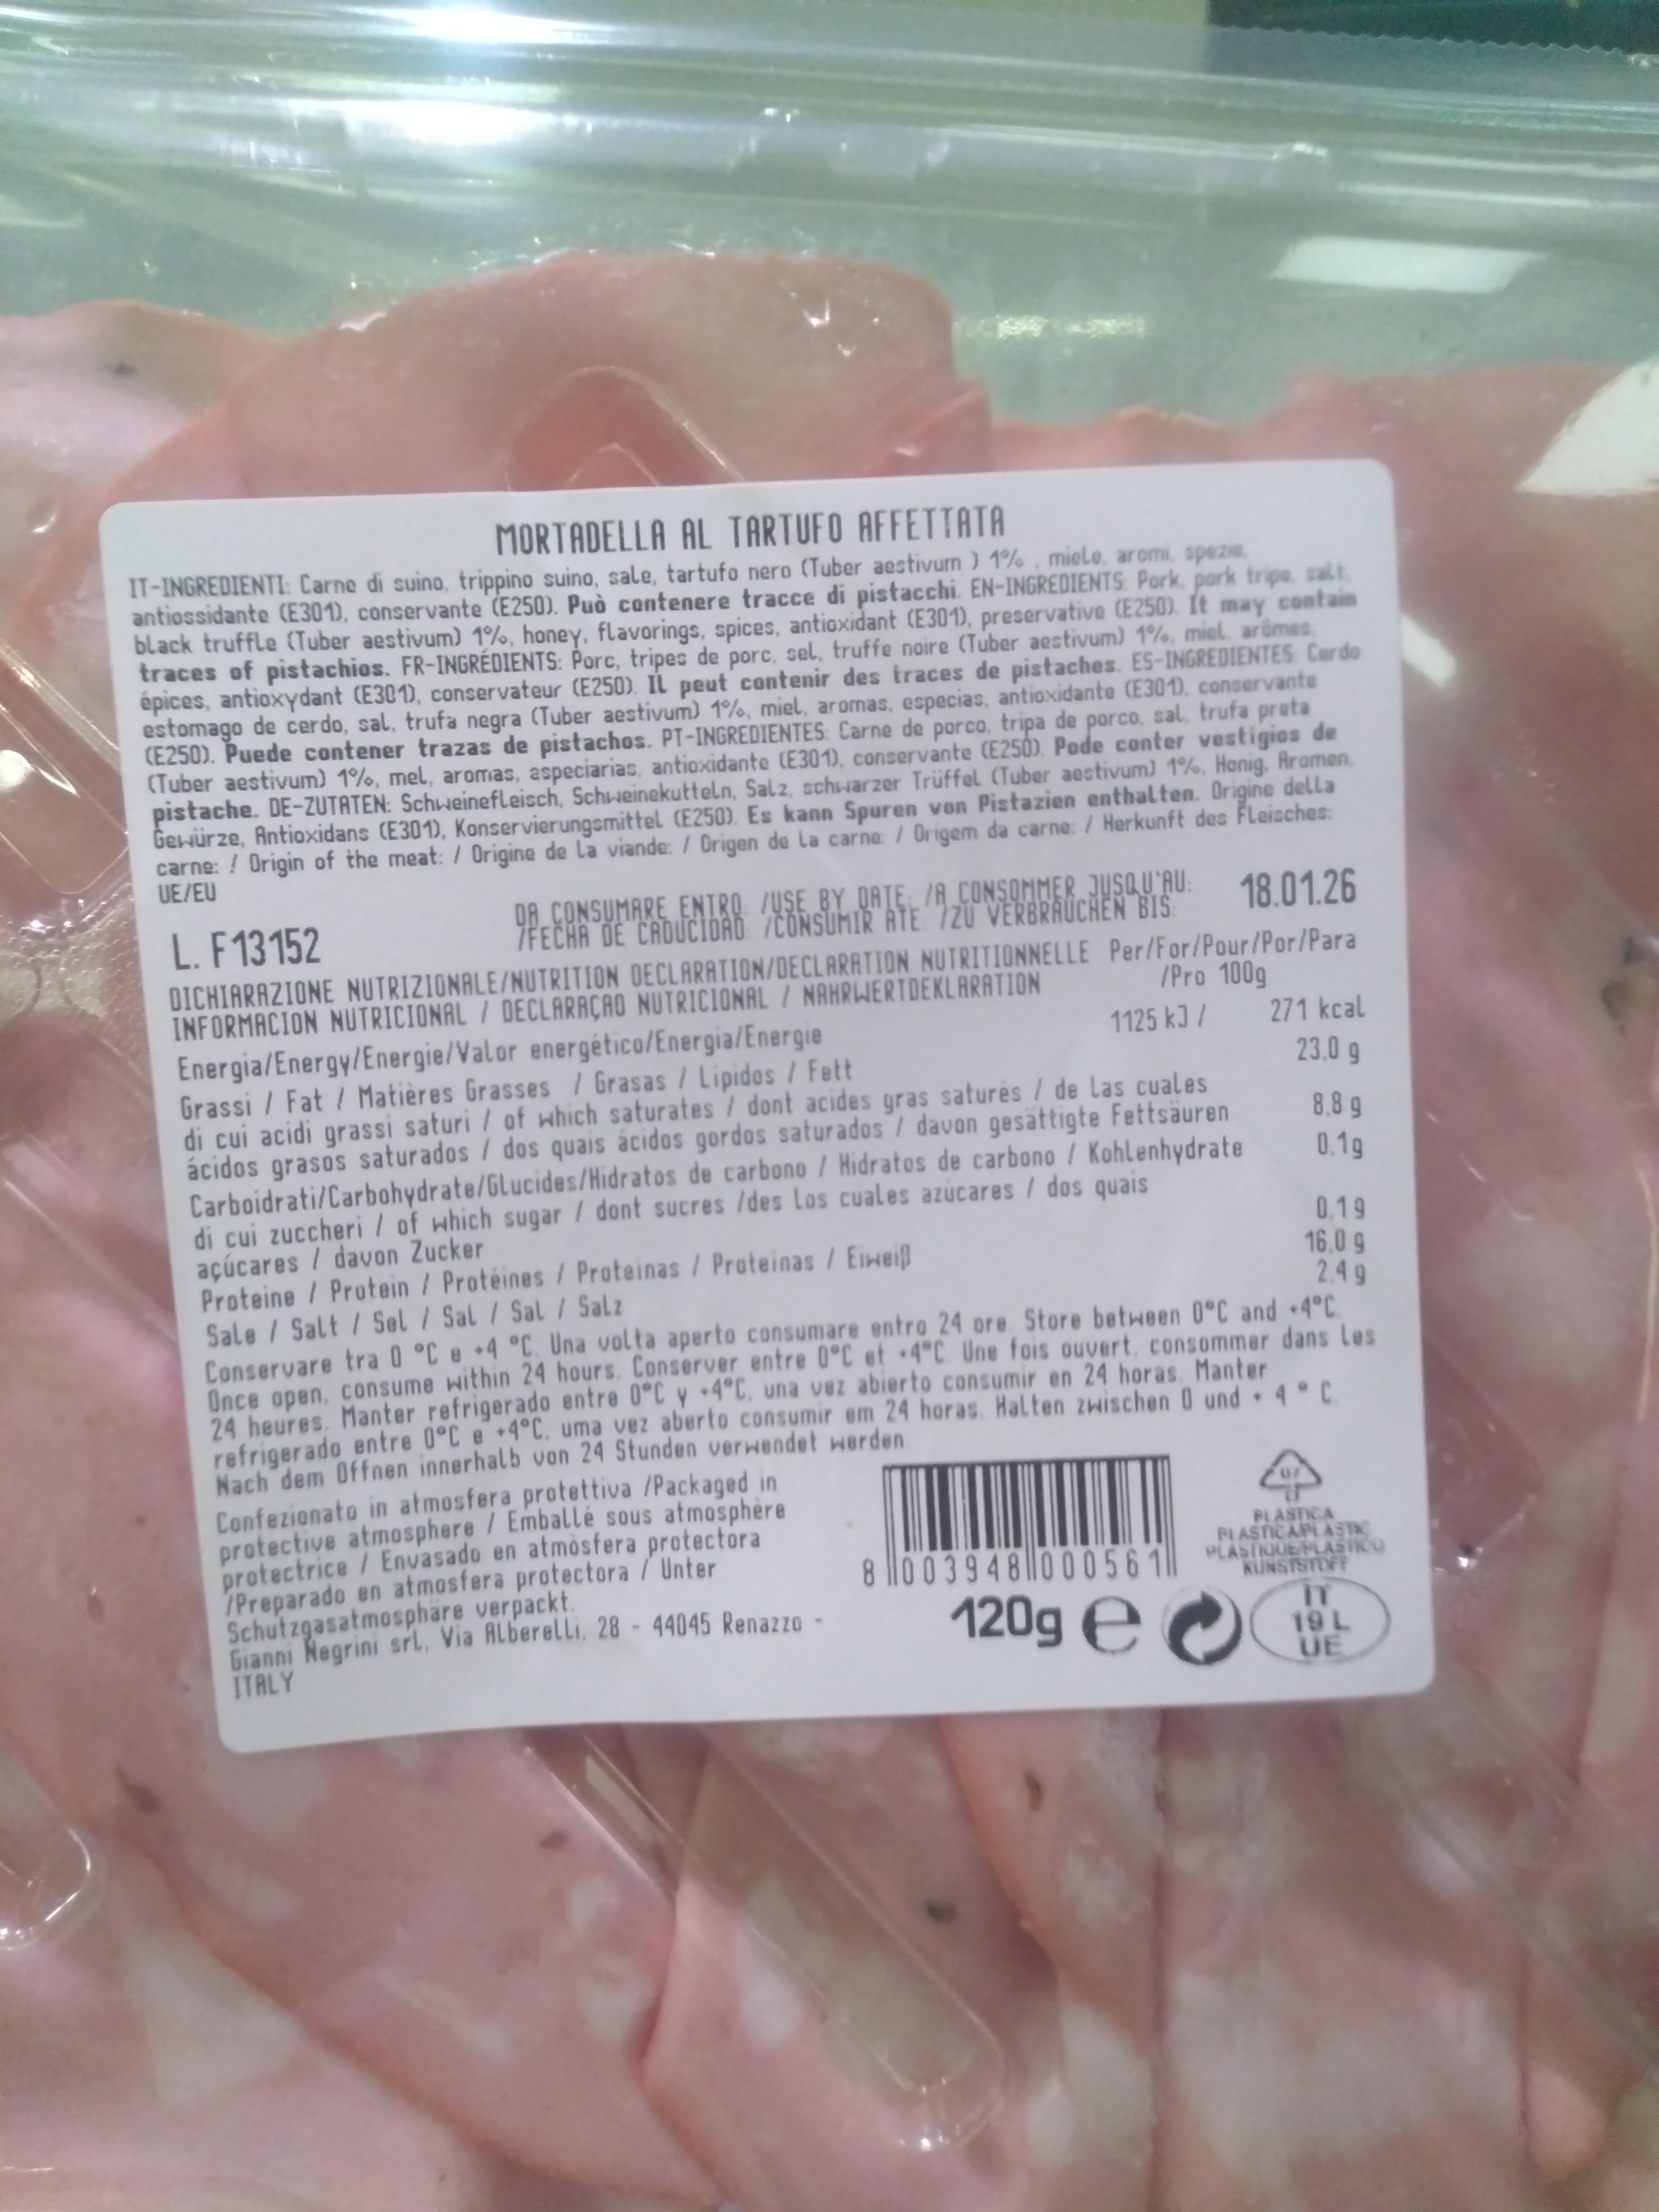 MORTADELLA AL TARTUFO AFFETTATA
IT-INGREDIENTI: Carne di suino, trippino suino, sale, tartufo nero (Tuber aestivum ) 1% , miele, aromi, spezie,
antiossidante (E301), conservante (E250). Può contenere tracce di pistacchi. EN-INGREDIENTS: Pork, pork tripe, salt,
black truffle (Tuber aestivum) 1%, honey, flavorings, spices, antioxidant (E301), preservative (E250). It may contain
traces of pistachios. FR-INGRÉDIENTS: Porc, tripes de porc, sel, truffe noire (Tuber aestivum) 1%, miel, arômes,
épices, antioxydant (E301), conservateur (E250). IL peut contenir des traces de pistaches. ES-INGREDIENTES: Cerdo
estomago de cerdo, sal, trufa negra (Tuber aestivum) 1%, miel, aromas, especias, antioxidante (E301), conservante
(E250). Puede contener trazas de pistachos. PT-INGREDIENTES: Carne de porco, tripa de porco, sal, trufa preta
(Tuber aestivum) 1%, mel, aromas, especiarias, antioxidante (E301), conservante (E250). Pode conter vestigios de
pistache. DE-ZUTATEN: Schweinefleisch, Schweinekutteln, Salz, schwarzer Trüffel (Tuber aestivum) 1%, Honig, Aromen,
Gewürze, Antioxidans (E301), Konservierungsmittel (E250). Es kann Spuren von Pistazien enthalten. Origine della
carne: / Origin of the meat: / Origine de la viande: / Origen de la carne: / Origem da carne: / Herkunft des Fleisches:
UE/EU
DA CONSUMARE ENTRO: /USE BY DATE: /A CONSOMMER JUSQU'AU: 18.01.26
/FECHA DE CADUCIDAD: /CONSUMIR ATE: /ZU VERBRAUCHEN BIS:
L. F13152
DICHIARAZIONE NUTRIZIONALE/NUTRITION DECLARATION/DECLARATION NUTRITIONNELLE Per/For/Pour/Por/Para
INFORMACION NUTRICIONAL / DECLARAÇAO NUTRICIONAL / NAHRWERTDEKLARATION /Pro 100g
Energia/Energy/Energie/Valor energético/Energia/Energie 1125 kJ / 271 kcal
Grassi / Fat / Matières Grasses / Grasas / Lipidos / Fett 23,0 g
di cui acidi grassi saturi / of which saturates / dont acides gras saturès / de las cuales
ácidos grasos saturados / dos quais ácidos gordos saturados / davon gesättigte Fettsäuren 8,8 g
Carboidrati/Carbohydrate/Glucides/Hidratos de carbono / Hidratos de carbono / Kohlenhydrate 0,1g
di cui zuccheri / of which sugar / dont sucres /des los cuales azúcares / dos quais
açúcares / davon Zucker 0,1g
Proteine / Protein / Protéines / Proteínas / Proteínas / Eiweiß 16,0 g
Sale / Salt / Sel / Sal / Sal / Salz 2,4 g
Conservare tra 0 °C e +4 °C. Una volta aperto consumare entro 24 ore. Store between 0°C and +4°C.
Once open, consume within 24 hours. Conserver entre 0°C et +4°C. Une fois ouvert, consommer dans les
24 heures. Manter refrigerado entre 0°C y +4°C, una vez abierto consumir en 24 horas. Manter
refrigerado entre 0°C e +4°C, uma vez aberto consumir em 24 horas. Halten zwischen 0 und + 4 ° C.
Nach dem Offnen innerhalb von 24 Stunden verwendet werden.
Confezionato in atmosfera protettiva /Packaged in
protective atmosphere / Emballé sous atmosphère
protectrice / Envasado en atmósfera protectora
/Preparado en atmosfera protectora / Unter
Schutzgasatmosphäre verpackt.
Gianni Negrini srl, Via Alberelli, 28 - 44045 Renazzo -
ITALY
8 003948 000561
120g e
07
PLASTICA
PLASTICA/PLASTIC
PLASTIQUE/PLASTICO
KUNSTSTOFF
IT
19 L
UE